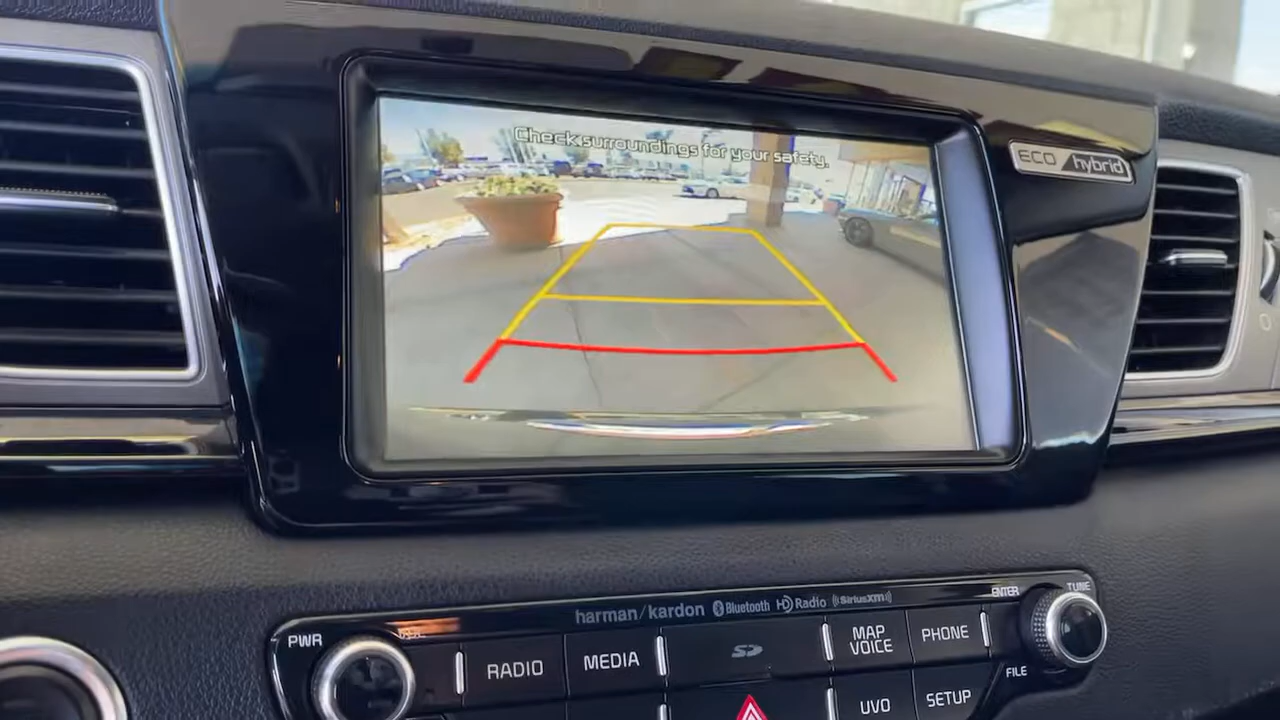 Check surroundings for your safety.
ECO hybrid
harman/kardon Bluetooth HD Radio ((SiriusXM))
ENTER
TUNE
PWR
RADIO
MEDIA
SD
MAP
VOICE
PHONE
FILE
UVO
SETUP